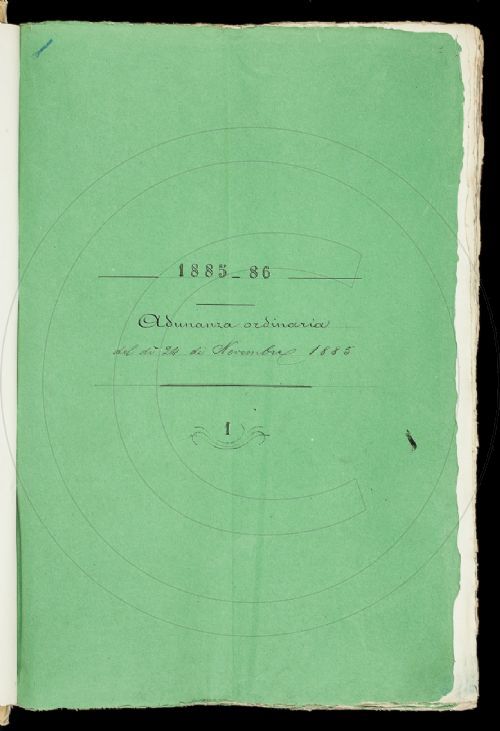 1885_86
Adunanza ordinaria
del dì 24 di Novembre 1885
1